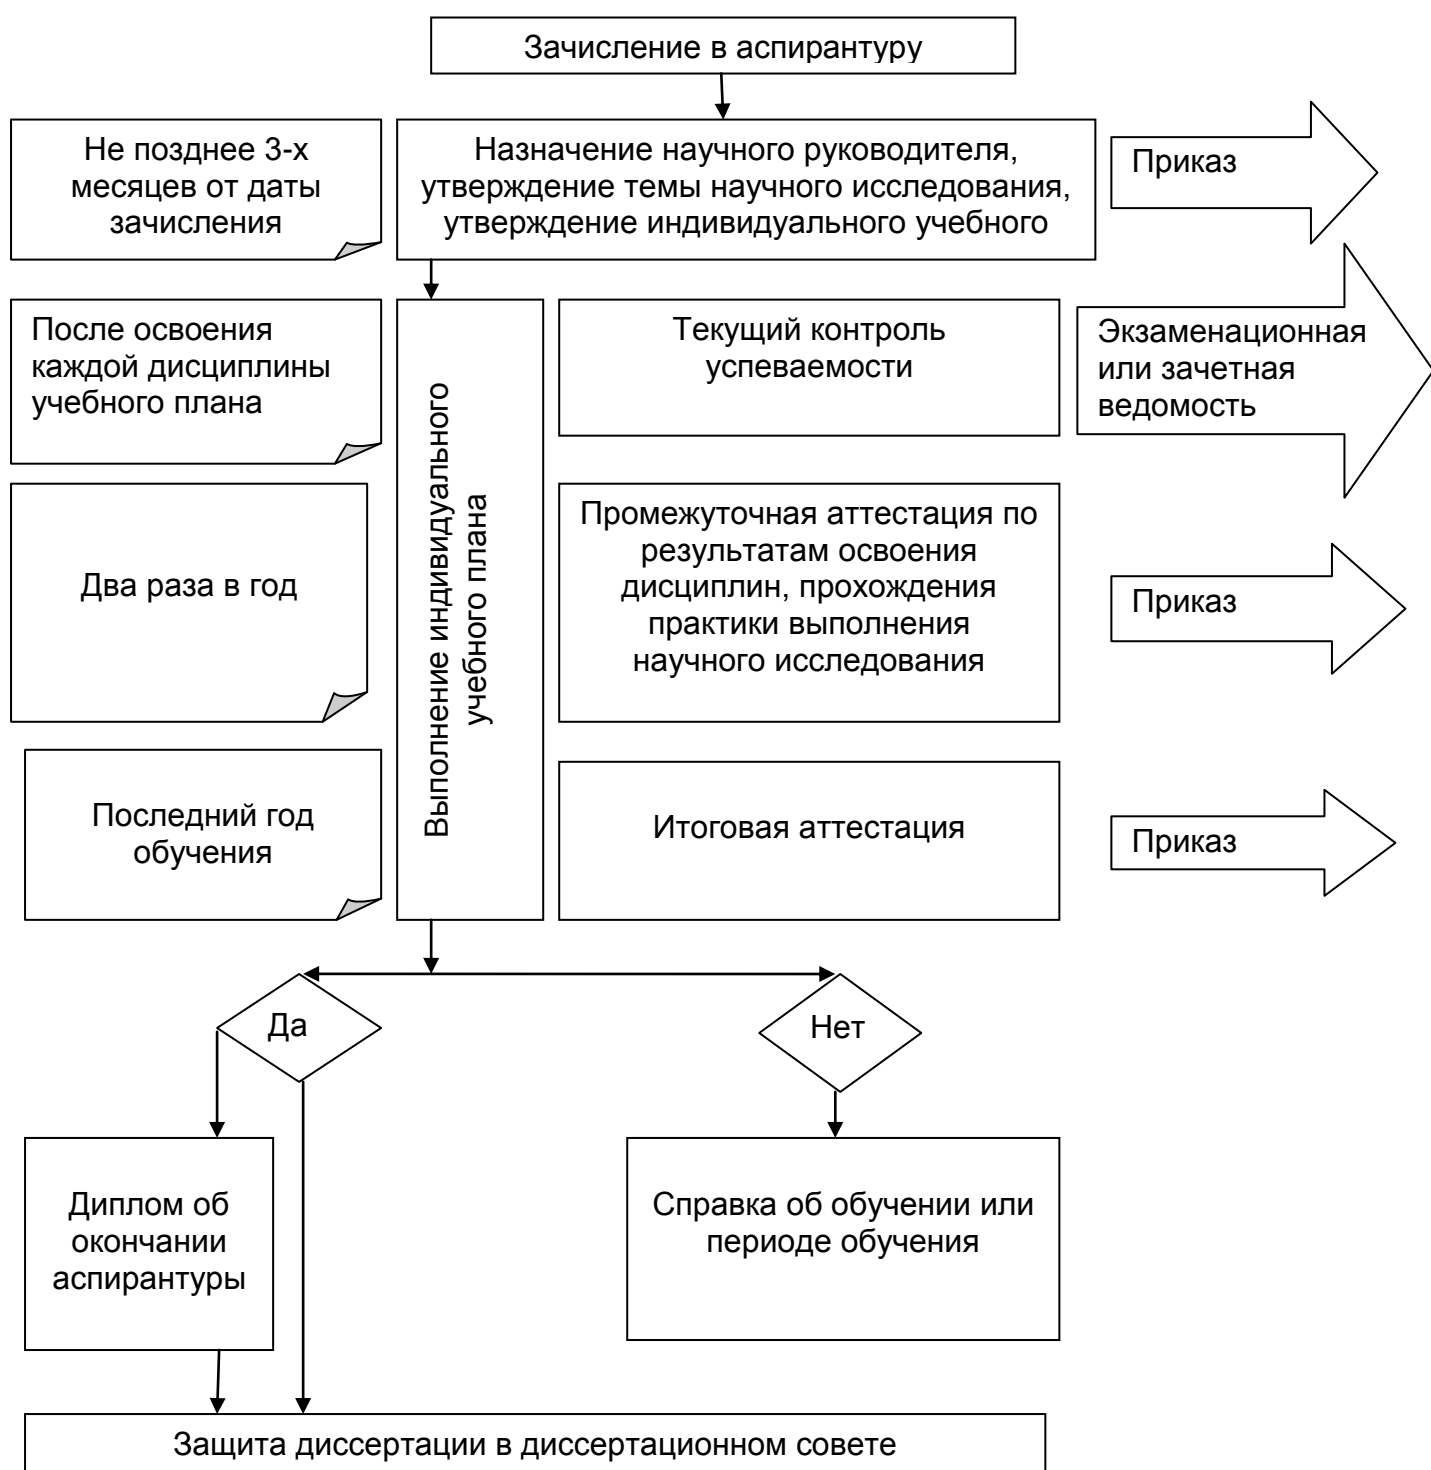 Зачисление в аспирантуру
Не позднее 3-х
месяцев от даты
зачисления
Назначение научного руководителя,
утверждение темы научного исследования,
утверждение индивидуального учебного
Приказ
После освоения
каждой дисциплины
учебного плана
Выполнение индивидуального
учебного плана
Текущий контроль
успеваемости
Экзаменационная
или зачетная
ведомость
Два раза в год
Промежуточная аттестация по
результатам освоения
дисциплин, прохождения
практики выполнения
научного исследования
Приказ
Последний год
обучения
Итоговая аттестация
Приказ
Да
Нет
Диплом об
окончании
аспирантуры
Справка об обучении или
периоде обучения
Защита диссертации в диссертационном совете